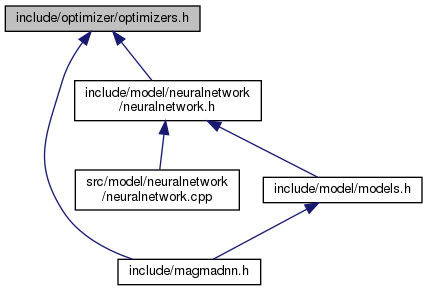 include/optimizer/optimizers.h
include/model/neuralnetwork
/neuralnetwork.h
src/model/neuralnetwork
/neuralnetwork.cpp
include/model/models.h
include/magmadnn.h